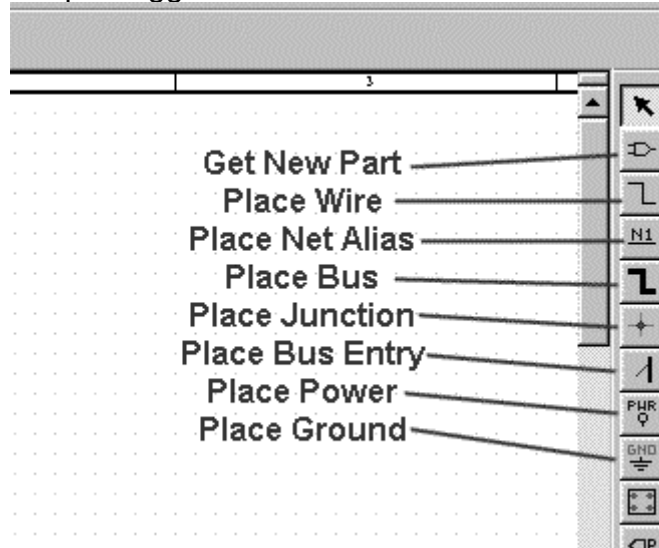 3
Get New Part
Place Wire
Place Net Alias
N1
Place Bus
Place Junction
Place Bus Entry
Place Power
PWR
Place Ground
GND